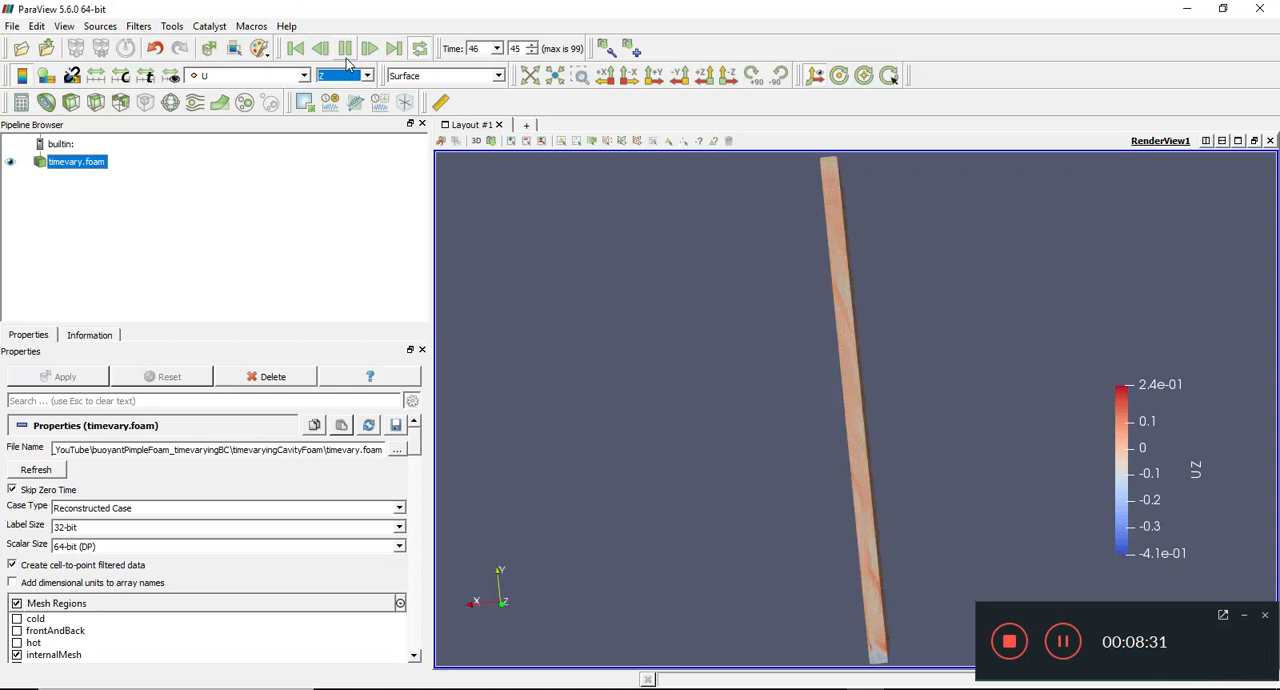 ParaView 5.6.0 64-bit
File Edit View Sources Filters Tools Catalyst Macros Help
Time: 46 45 (max is 99)
U Z Surface
+X -X +Y -Y +Z -Z +90 -90
Pipeline Browser
Layout #1 +
builtin:
3D RenderView1
timevary.foam
Properties Information
Properties
Apply Reset Delete ?
Search ... (use Esc to clear text)
Properties (timevary.foam)
File Name _YouTube\buoyantPimpleFoam_timevaryingBC\timevaryingCavityFoam\timevary.foam ...
Refresh
Skip Zero Time
Case Type Reconstructed Case
Label Size 32-bit
Scalar Size 64-bit (DP)
Create cell-to-point filtered data
Add dimensional units to array names
Mesh Regions
cold
frontAndBack
hot
internalMesh
Y
X Z
2.4e-01
0.1
0
-0.1
-0.2
-0.3
-4.1e-01
U Z
00:08:31